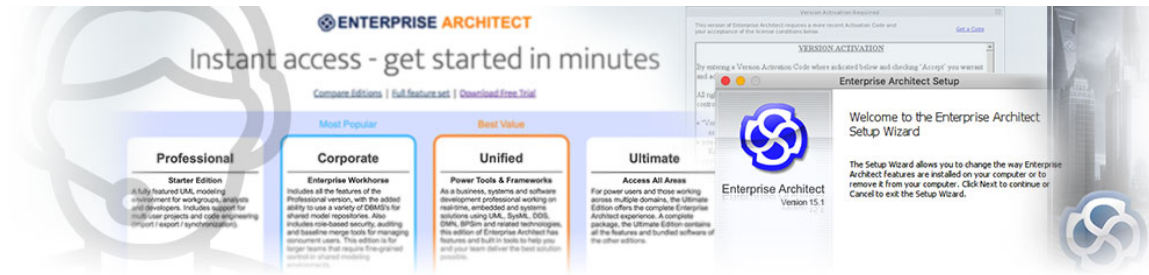 ENTERPRISE ARCHITECT
Instant access - get started in minutes
Compare Editions | Full feature set | Download Free Trial
Most Popular
Best Value
Professional
Starter Edition
A fully featured UML modeling
environment for workgroups, analysts
and developers. Includes support for
multi-user projects and code engineering
(import / export / synchronization).
Corporate
Enterprise Workhorse
Includes all the features of the
Professional version, with the added
ability to use a variety of DBMS's for
shared model repositories. Also
includes role-based security, auditing
and baseline merge tools for managing
concurrent users. This edition is for
larger teams that require fine-grained
control in shared modeling
environments.
Unified
Power Tools & Frameworks
As a business, systems and software
development professional working on
real-time, embedded and systems
solutions using UML, SysML, DDS,
DMN, BPSim and related technologies,
this edition of Enterprise Architect has
features and built in tools to help you
and your team deliver the best solution
possible.
Ultimate
Access All Areas
For power users and those working
across multiple domains, the Ultimate
Edition offers the complete Enterprise
Architect experience. A complete
package, the Ultimate Edition contains
all the features and bundled software of
the other editions.
Version Activation Required
This version of Enterprise Architect requires a more recent Activation Code and
your acceptance of the license conditions below.
Get a Code
VERSION ACTIVATION
By entering a Version Activation Code where indicated below and checking 'Accept' you warrant
and
All
"Ver
Enterprise Architect Setup
Enterprise Architect
Version 15.1
Welcome to the Enterprise Architect
Setup Wizard
The Setup Wizard allows you to change the way Enterprise
Architect features are installed on your computer or to
remove it from your computer. Click Next to continue or
Cancel to exit the Setup Wizard.